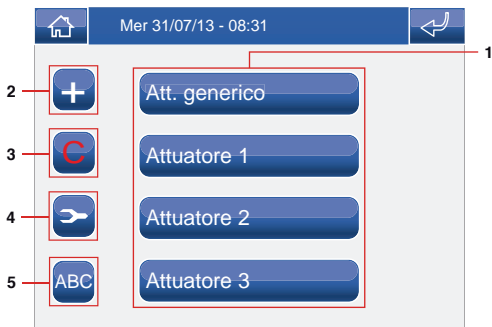 Mer 31/07/13 - 08:31
1
2
+
Att. generico
3
C
Attuatore 1
4
Attuatore 2
5
ABC
Attuatore 3